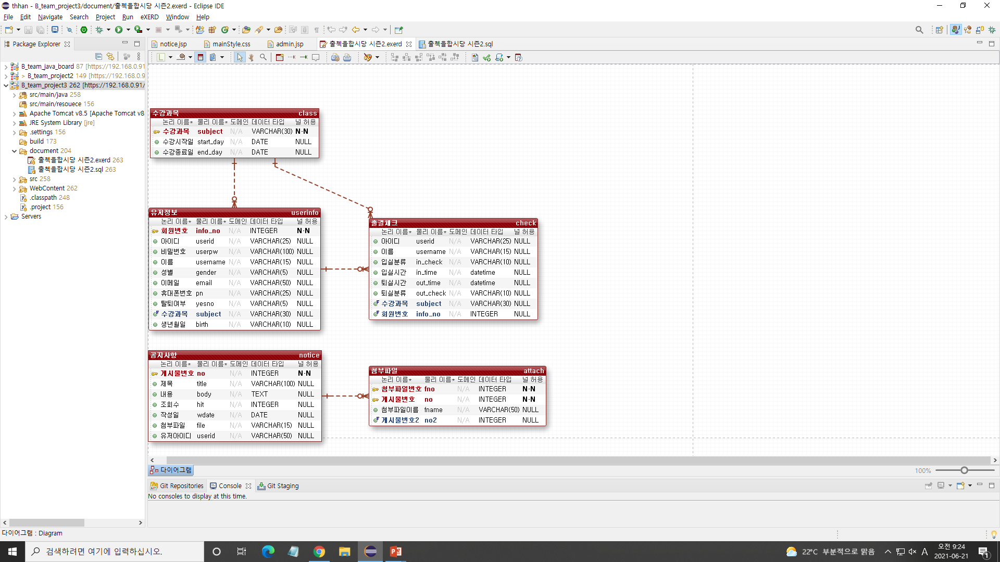 thhan - B_team_project3/document/출첵을합시당 시즌2.exerd - Eclipse IDE
File Edit Navigate Search Project Run eXERD Window Help
Package Explorer
notice.jsp mainStyle.css admin.jsp 출첵을합시당 시즌2.exerd 출첵을합시당 시즌2.sql
B_team_java_board 87 [https://192.168.0.91
> B_team_project2 149 [https://192.168.0.9
B_team_project3 262 [https://192.168.0.91/
src/main/java 258
src/main/resouece 156
Apache Tomcat v8.5 [Apache Tomcat v8
JRE System Library [jre]
.settings 156
build 173
document 204
출첵을합시당 시즌2.exerd 263
출첵을합시당 시즌2.sql 263
src 258
WebContent 262
.classpath 248
.project 156
Servers
수강과목 class
논리 이름* 물리 이름* 도메인 데이터 타입 널 허용
수강과목 subject N/A VARCHAR(30) N-N
수강시작일 start_day N/A DATE NULL
수강종료일 end_day N/A DATE NULL
유저정보 userinfo
논리 이름* 물리 이름* 도메인 데이터 타입 널 허용
회원번호 info_no N/A INTEGER N-N
아이디 userid N/A VARCHAR(25) NULL
비밀번호 userpw N/A VARCHAR(100) NULL
이름 username N/A VARCHAR(15) NULL
성별 gender N/A VARCHAR(5) NULL
이메일 email N/A VARCHAR(50) NULL
휴대폰번호 pn N/A VARCHAR(25) NULL
탈퇴여부 yesno N/A VARCHAR(5) NULL
수강과목 subject N/A VARCHAR(30) NULL
생년월일 birth N/A VARCHAR(10) NULL
출결체크 check
논리 이름* 물리 이름* 도메인 데이터 타입 널 허용
아이디 userid N/A VARCHAR(25) NULL
이름 username N/A VARCHAR(15) NULL
입실분류 in_check N/A VARCHAR(10) NULL
입실시간 in_time N/A datetime NULL
퇴실시간 out_time N/A datetime NULL
퇴실분류 out_check N/A VARCHAR(10) NULL
수강과목 subject N/A VARCHAR(30) NULL
회원번호 info_no N/A INTEGER NULL
공지사항 notice
논리 이름* 물리 이름* 도메인 데이터 타입 널 허용
게시물번호 no N/A INTEGER N-N
제목 title N/A VARCHAR(100) NULL
내용 body N/A TEXT NULL
조회수 hit N/A INTEGER NULL
작성일 wdate N/A DATE NULL
첨부파일 file N/A VARCHAR(15) NULL
유저아이디 userid N/A VARCHAR(50) NULL
첨부파일 attach
논리 이름* 물리 이름* 도메인 데이터 타입 널 허용
첨부파일번호 fno N/A INTEGER N-N
게시물번호 no N/A INTEGER N-N
첨부파일이름 fname N/A VARCHAR(50) NULL
게시물번호2 no2 N/A INTEGER NULL
다이어그램 100%
Git Repositories Console Git Staging
No consoles to display at this time.
다이어그램 : Diagram
검색하려면 여기에 입력하십시오.
22°C 부분적으로 맑음 A 오전 9:24
2021-06-21
1